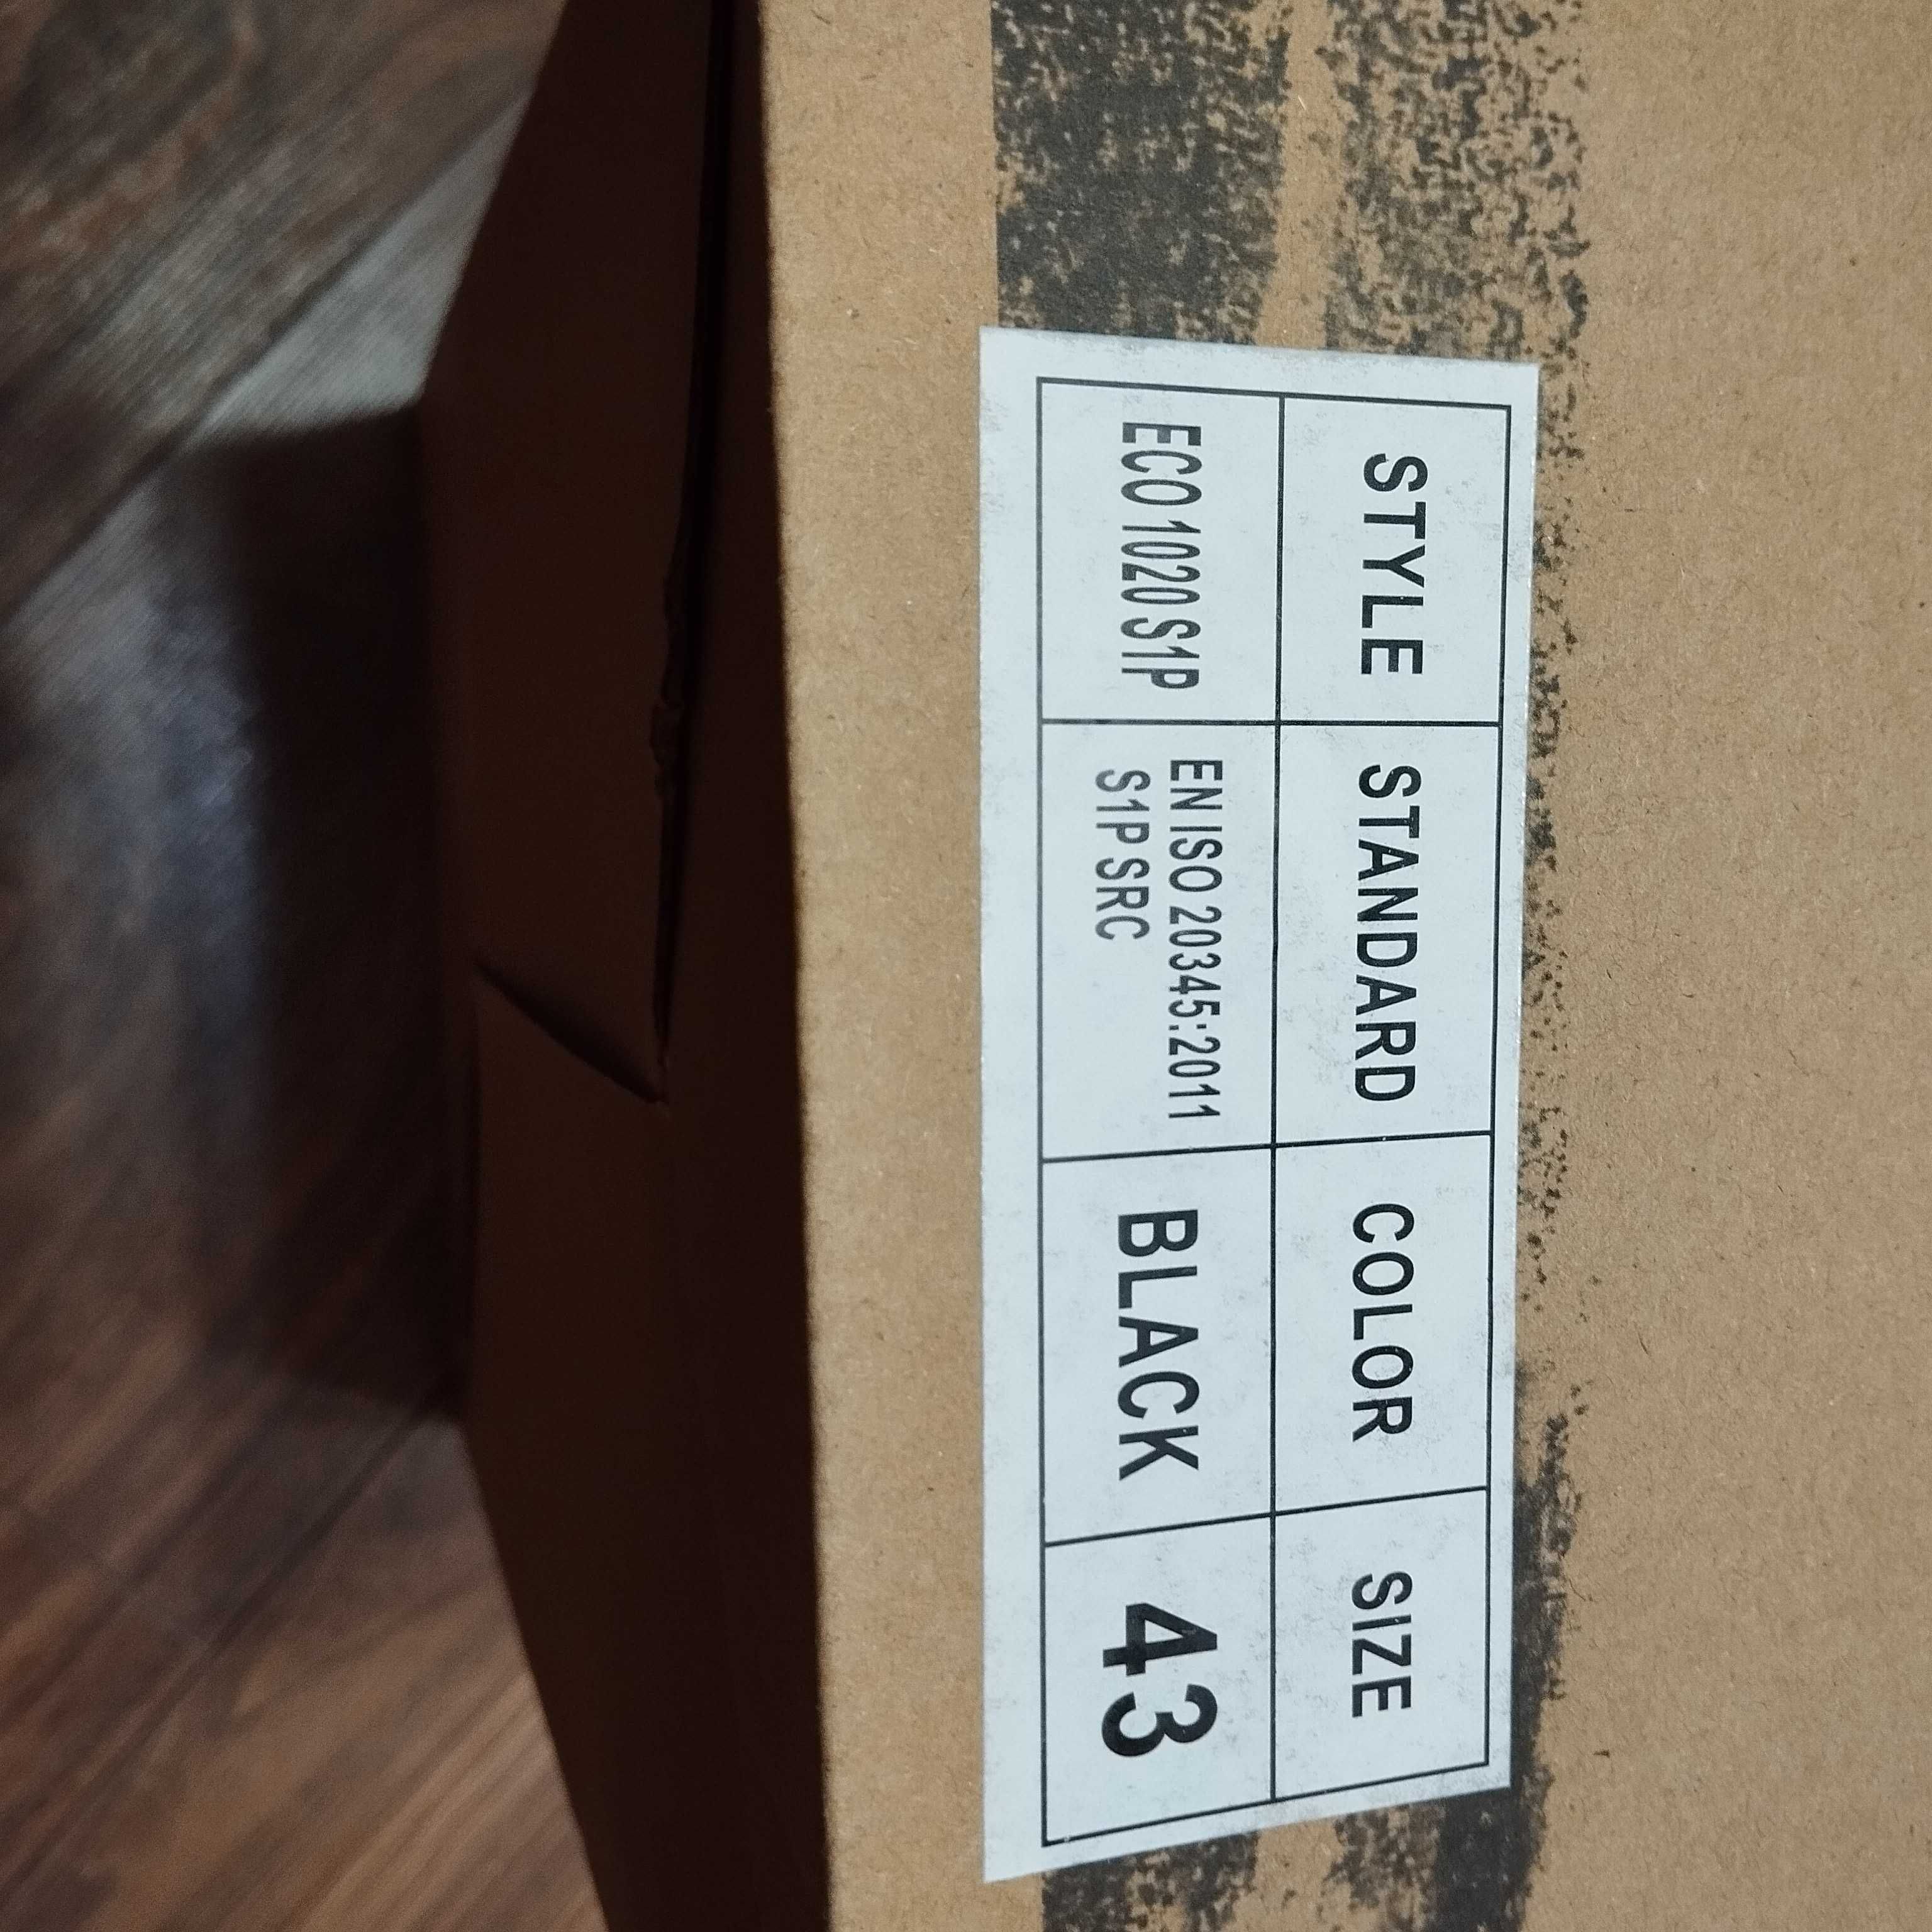 STYLE STANDARD COLOR SIZE
ECO 1020 S1P EN ISO 20345:2011 BLACK 43
S1P SRC